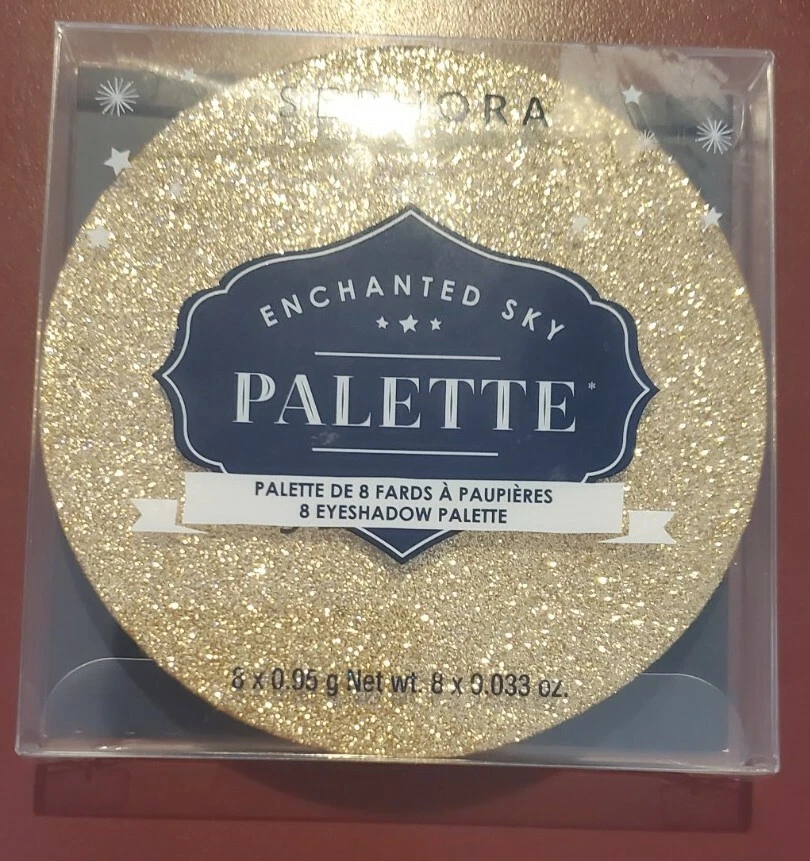 SEPHORA
ENCHANTED SKY
PALETTE*
PALETTE DE 8 FARDS À PAUPIÈRES
8 EYESHADOW PALETTE
8 x 0.95 g Net wt. 8 x 0.033 oz.